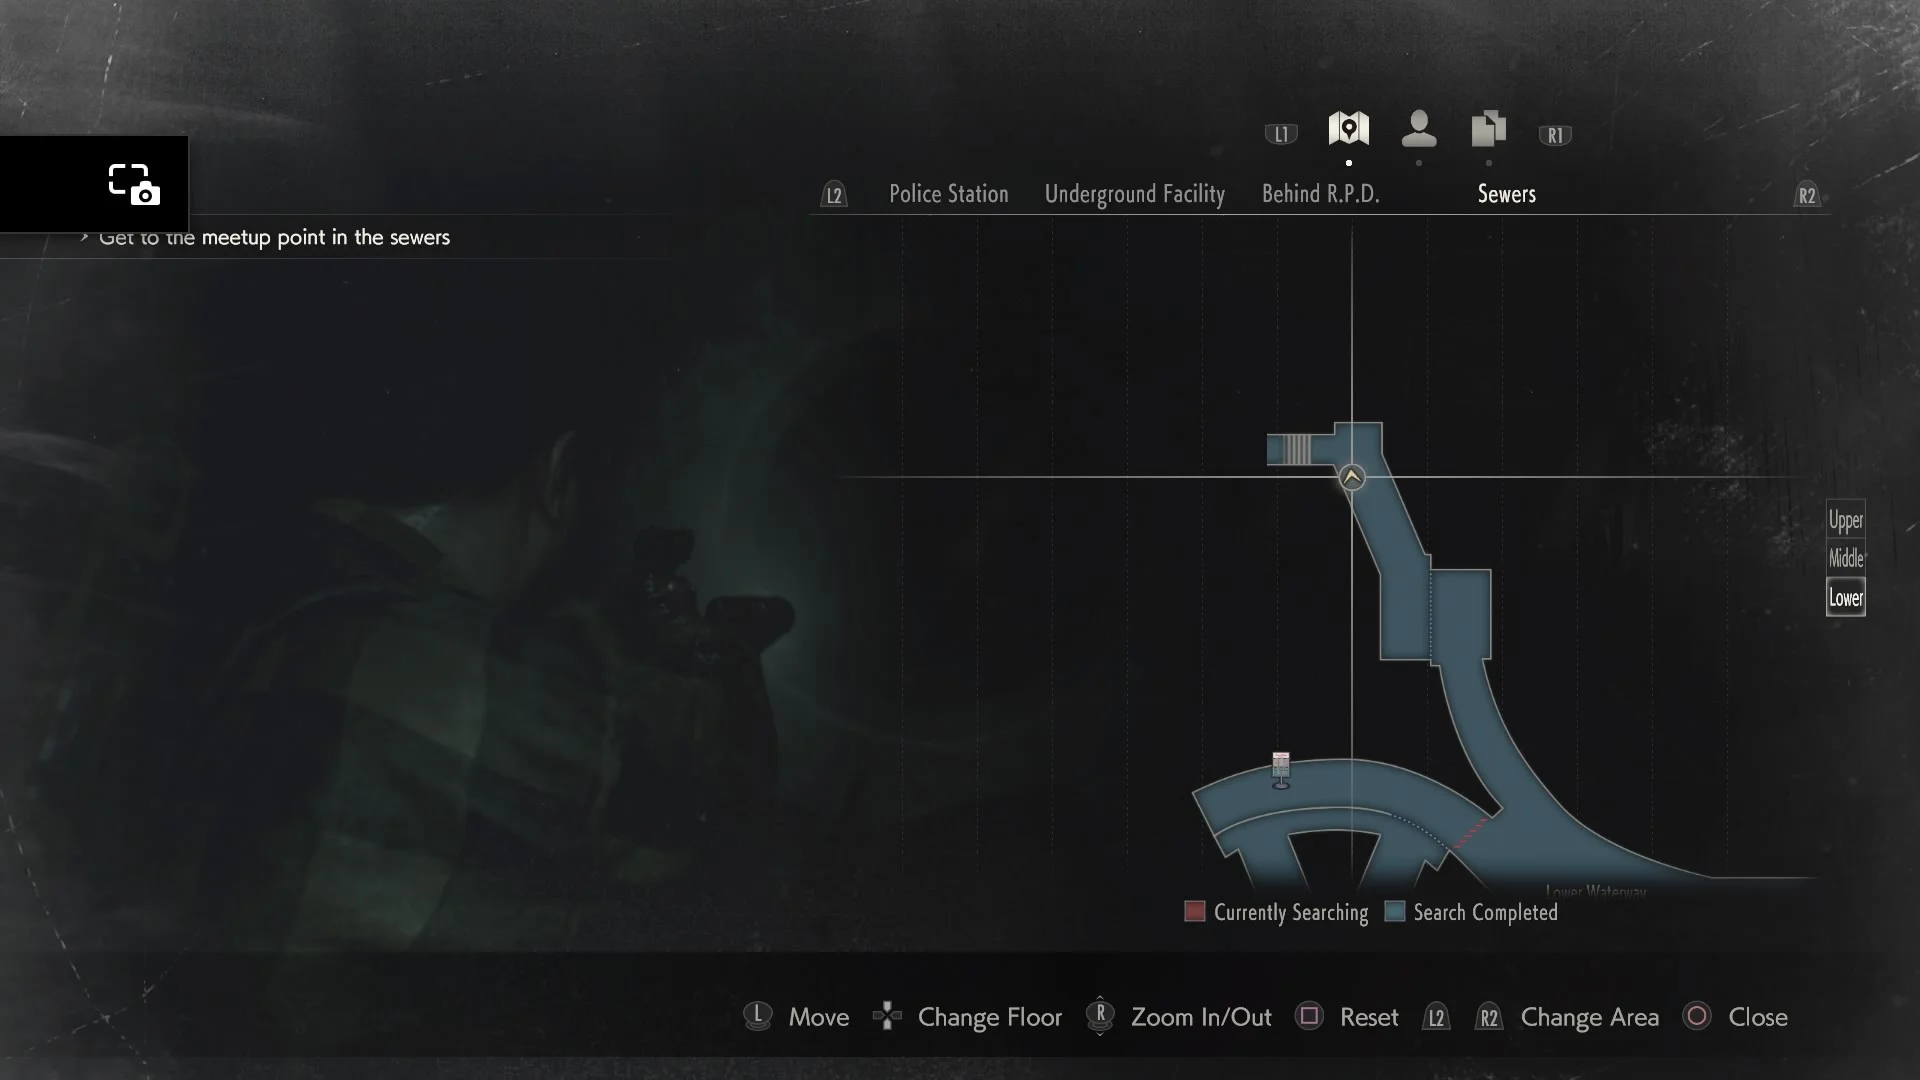 L1
R1
L2 Police Station Underground Facility Behind R.P.D. Sewers R2
> Get to the meetup point in the sewers
Upper
Middle
Lower
Lower Waterway
Currently Searching Search Completed
L Move Change Floor R Zoom In/Out Reset L2 R2 Change Area Close